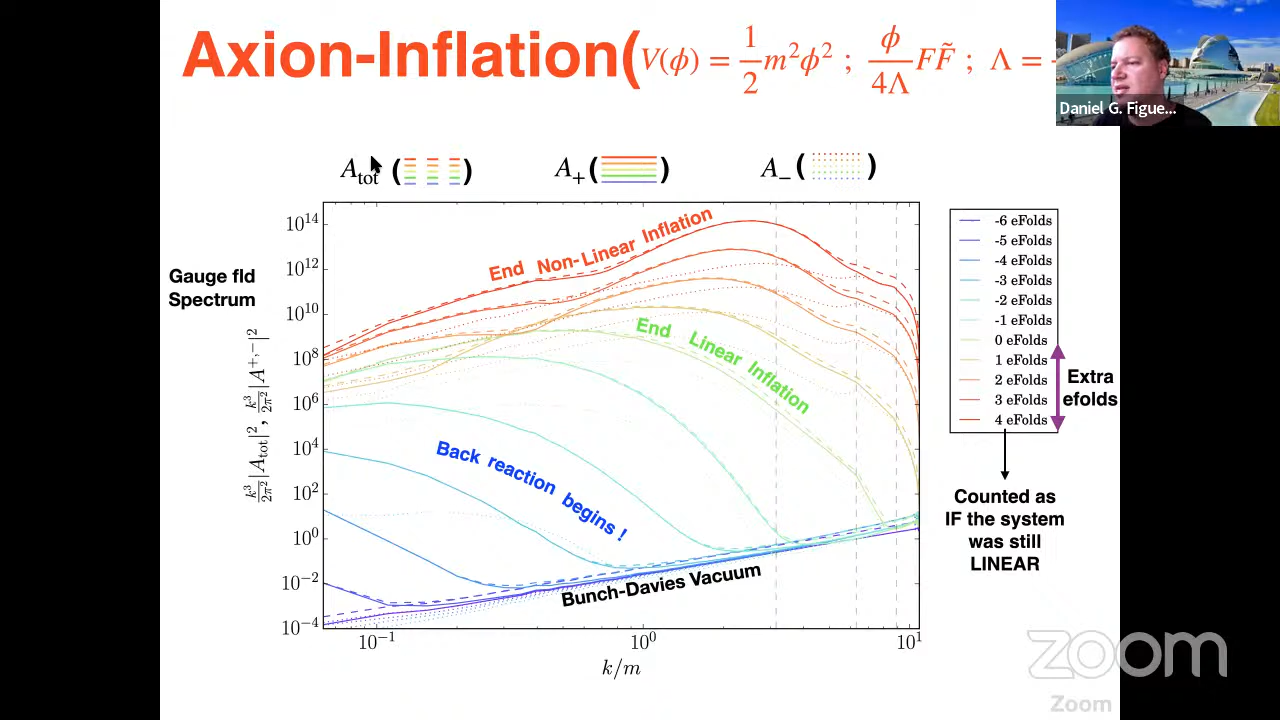 Axion-Inflation( V(ϕ) = 1/2 m²ϕ² ; ϕ/4Λ FF̃ ; Λ =
Daniel G. Figue...
A_tot ( )
A_+ ( )
A_- ( )
Gauge fld
Spectrum
k³/2π² |A_tot|², k³/2π² |A^{+,-}|²
10^14
10^12
10^10
10^8
10^6
10^4
10^2
10^0
10^-2
10^-4
End Non-Linear Inflation
End Linear Inflation
Back reaction begins !
Bunch-Davies Vacuum
10^-1
10^0
10^1
k/m
-6 eFolds
-5 eFolds
-4 eFolds
-3 eFolds
-2 eFolds
-1 eFolds
0 eFolds
1 eFolds
2 eFolds
3 eFolds
4 eFolds
Extra
efolds
Counted as
IF the system
was still
LINEAR
zoom
Zoom